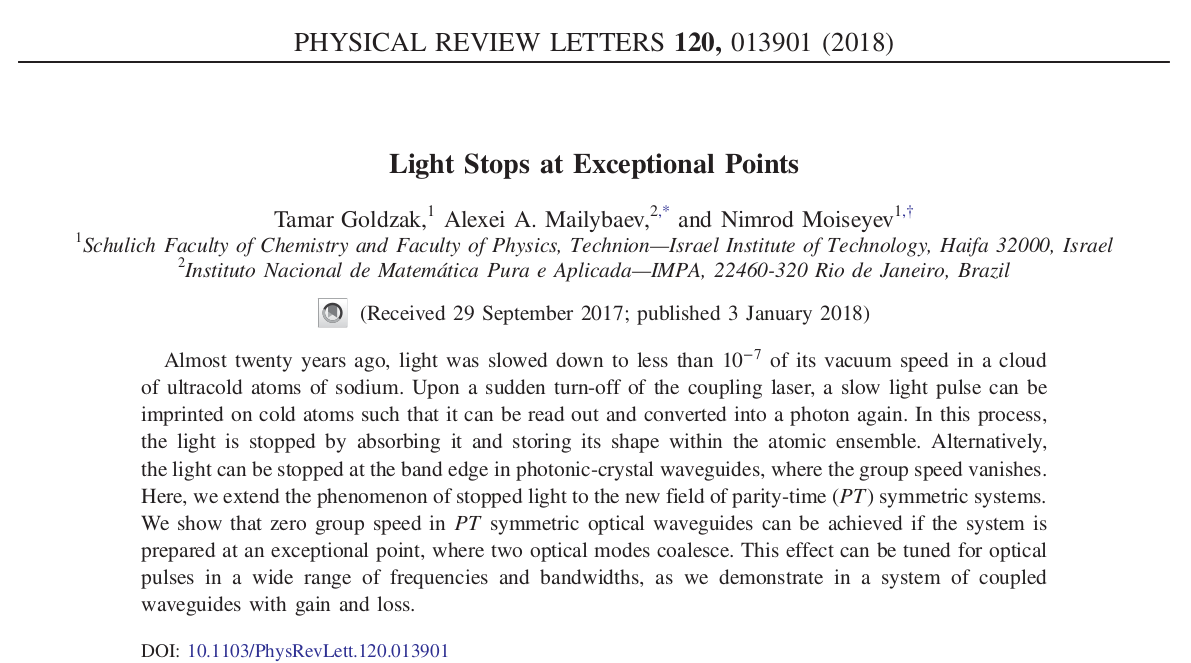 PHYSICAL REVIEW LETTERS 120, 013901 (2018)
Light Stops at Exceptional Points
Tamar Goldzak,1 Alexei A. Mailybaev,2,* and Nimrod Moiseyev1,†
1Schulich Faculty of Chemistry and Faculty of Physics, Technion—Israel Institute of Technology, Haifa 32000, Israel
2Instituto Nacional de Matemática Pura e Aplicada—IMPA, 22460-320 Rio de Janeiro, Brazil
(Received 29 September 2017; published 3 January 2018)
Almost twenty years ago, light was slowed down to less than 10−7 of its vacuum speed in a cloud
of ultracold atoms of sodium. Upon a sudden turn-off of the coupling laser, a slow light pulse can be
imprinted on cold atoms such that it can be read out and converted into a photon again. In this process,
the light is stopped by absorbing it and storing its shape within the atomic ensemble. Alternatively,
the light can be stopped at the band edge in photonic-crystal waveguides, where the group speed vanishes.
Here, we extend the phenomenon of stopped light to the new field of parity-time (PT) symmetric systems.
We show that zero group speed in PT symmetric optical waveguides can be achieved if the system is
prepared at an exceptional point, where two optical modes coalesce. This effect can be tuned for optical
pulses in a wide range of frequencies and bandwidths, as we demonstrate in a system of coupled
waveguides with gain and loss.
DOI: 10.1103/PhysRevLett.120.013901